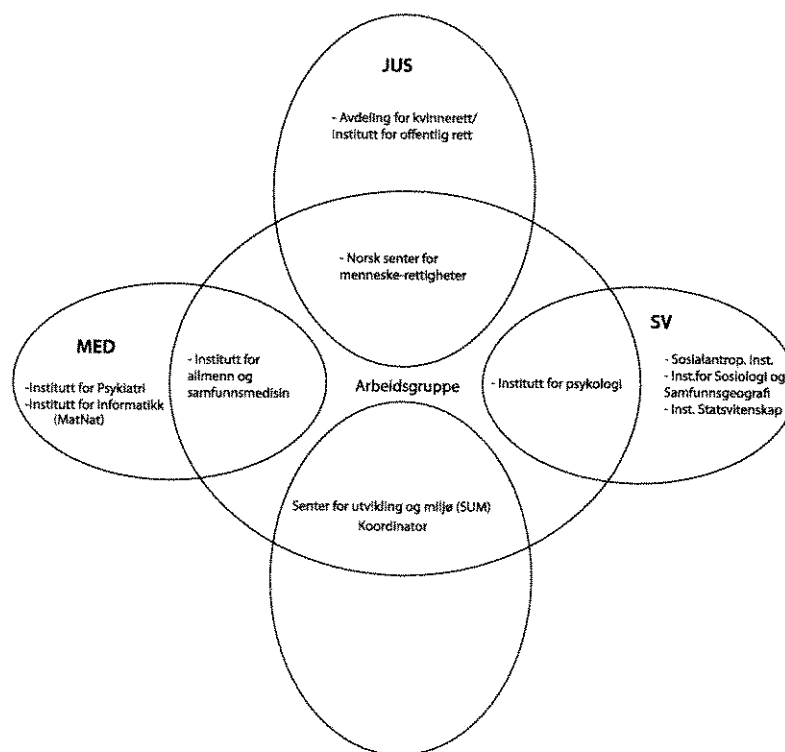 JUS
- Avdeling for kvinnerett/
Institutt for offentlig rett
- Norsk senter for
menneske-rettigheter
MED
-Institutt for Psykiatri
-Institutt for Informatikk
(MatNat)
- Institutt for
allmenn og
samfunnsmedisin
Arbeidsgruppe
- Institutt for psykologi
SV
- Sosialantrop. Inst.
- Inst.for Sosiologi og
Samfunnsgeografi
- Inst. Statsvitenskap
Senter for utvikling og miljø (SUM)
Koordinator